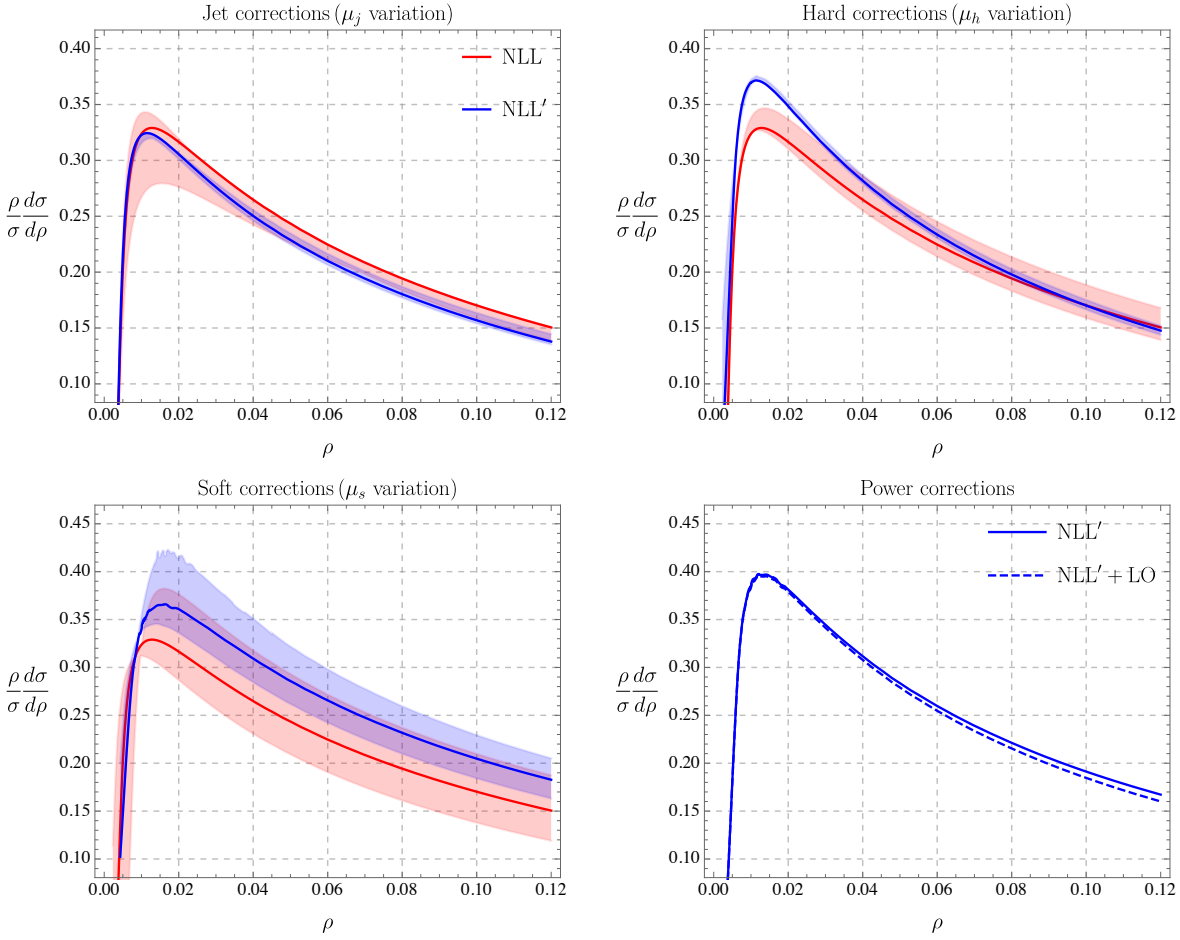 Jet corrections (μj variation)
NLL
NLL′
0.40
0.35
0.30
0.25
0.20
0.15
0.10
ρ dσ
σ dρ
0.00 0.02 0.04 0.06 0.08 0.10 0.12
ρ
Hard corrections (μh variation)
0.40
0.35
0.30
0.25
0.20
0.15
0.10
ρ dσ
σ dρ
0.00 0.02 0.04 0.06 0.08 0.10 0.12
ρ
Soft corrections (μs variation)
0.45
0.40
0.35
0.30
0.25
0.20
0.15
0.10
ρ dσ
σ dρ
0.00 0.02 0.04 0.06 0.08 0.10 0.12
ρ
Power corrections
NLL′
NLL′ + LO
0.45
0.40
0.35
0.30
0.25
0.20
0.15
0.10
ρ dσ
σ dρ
0.00 0.02 0.04 0.06 0.08 0.10 0.12
ρ